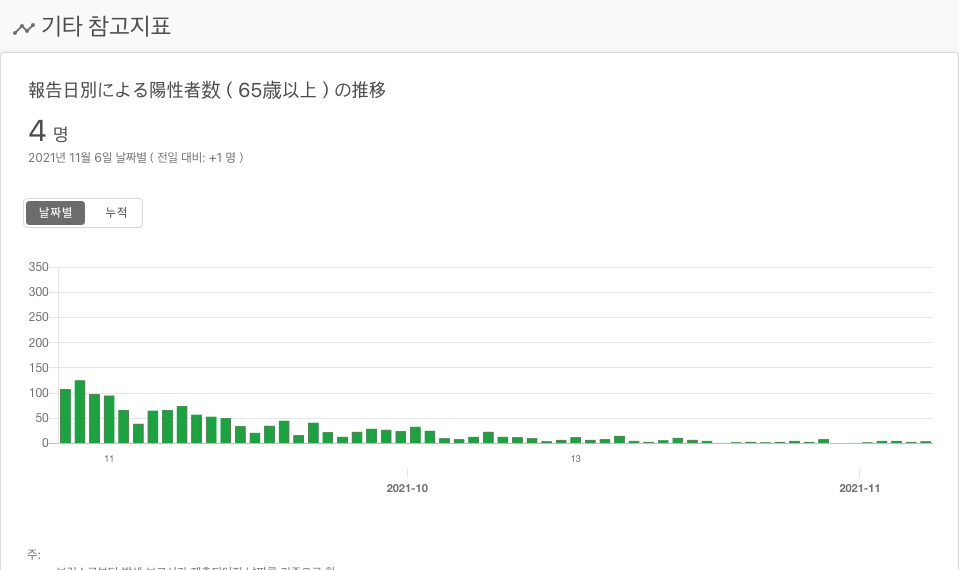 기타 참고지표
報告日別による陽性者数 ( 65歳以上 ) の推移
4 명
2021년 11월 6일 날짜별 ( 전일 대비: +1 명 )
날짜별 누적
350
300
250
200
150
100
50
0
11 13
2021-10 2021-11
주: